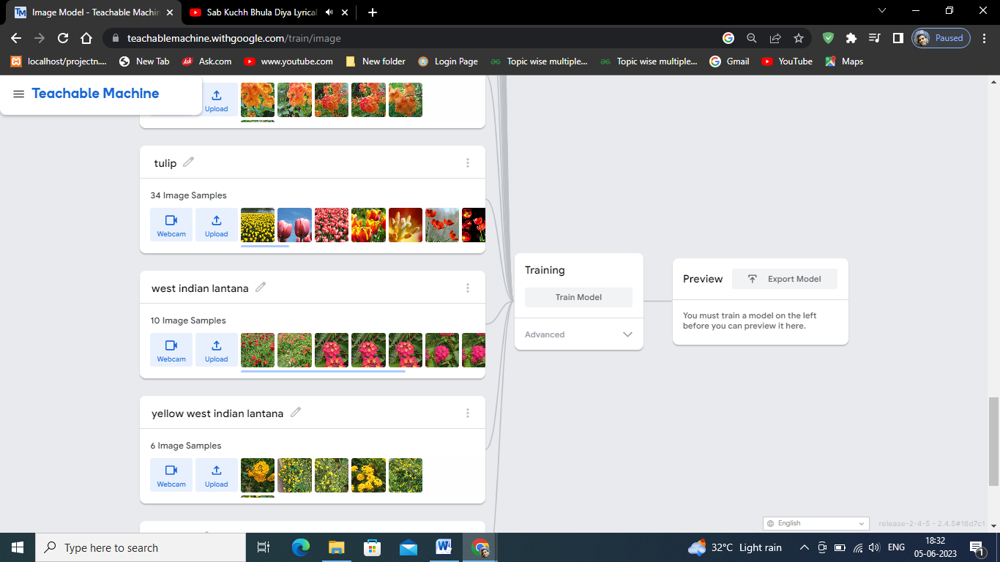 Image Model - Teachable Machin
Sab Kuchh Bhula Diya Lyrical
teachablemachine.withgoogle.com/train/image
Paused
localhost/projectn...
New Tab
Ask
Ask.com
www.youtube.com
New folder
Login Page
Topic wise multiple...
Topic wise multiple...
Gmail
YouTube
Maps
Teachable Machine
Upload
tulip
34 Image Samples
Webcam
Upload
west indian lantana
10 Image Samples
Webcam
Upload
yellow west indian lantana
6 Image Samples
Webcam
Upload
Training
Train Model
Advanced
Preview
Export Model
You must train a model on the left
before you can preview it here.
English
release-2-4-5 - 2.4.5#18d7c1
Type here to search
32°C Light rain
ENG
18:32
05-06-2023
1